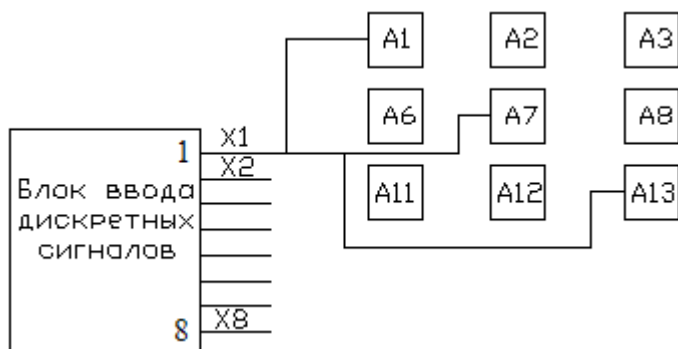 A1 A2 A3
A6 A7 A8
1 X1
X2
A11 A12 A13
Блок ввода
дискретных
сигналов
8 X8